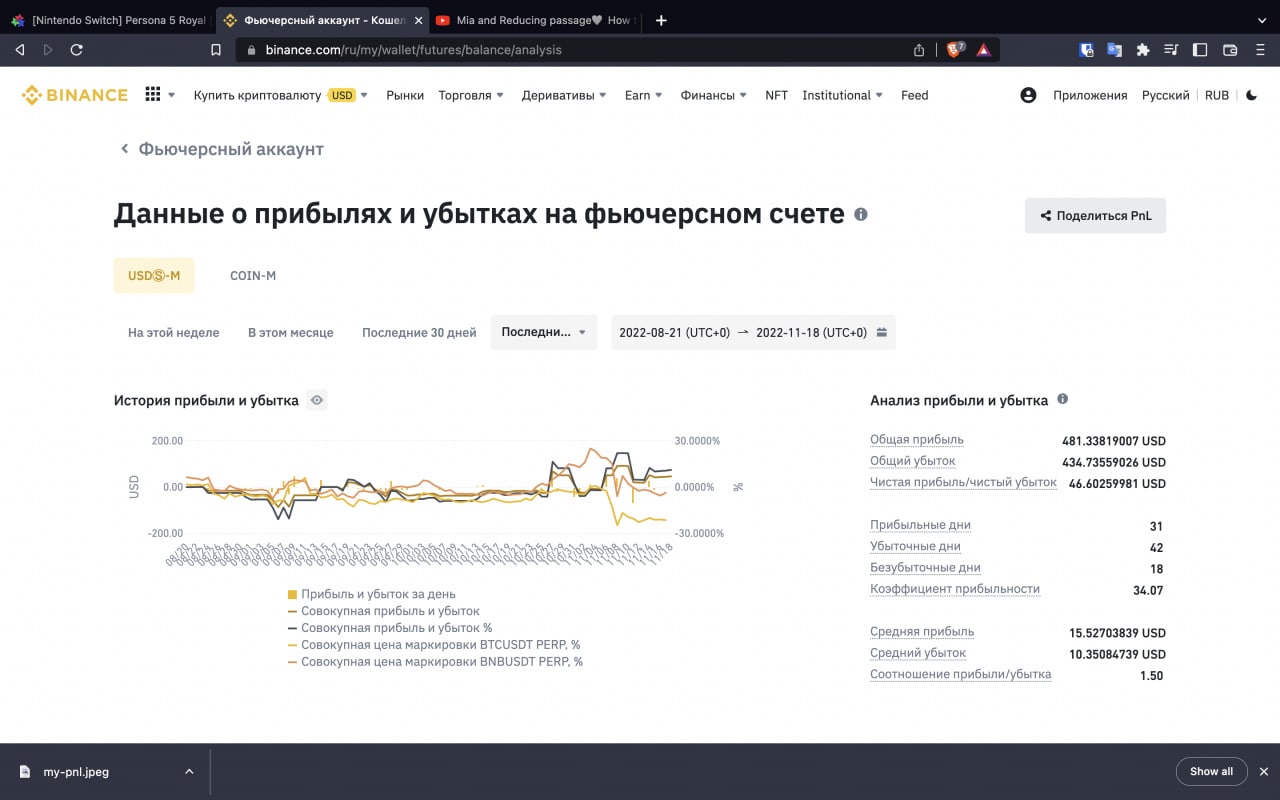 [Nintendo Switch] Persona 5 Royal
Фьючерсный аккаунт - Кошел
Mia and Reducing passage🖤 How t
binance.com/ru/my/wallet/futures/balance/analysis
7
BINANCE
Купить криптовалюту USD
Рынки
Торговля
Деривативы
Earn
Финансы
NFT
Institutional
Feed
Приложения
Русский
RUB
Фьючерсный аккаунт
Данные о прибылях и убытках на фьючерсном счете
Поделиться PnL
USDⓈ-M
COIN-M
На этой неделе
В этом месяце
Последние 30 дней
Последни...
2022-08-21 (UTC+0) → 2022-11-18 (UTC+0)
История прибыли и убытка
200.00
0.00
-200.00
USD
30.0000%
0.0000%
-30.0000%
%
Прибыль и убыток за день
Совокупная прибыль и убыток
Совокупная прибыль и убыток %
Совокупная цена маркировки BTCUSDT PERP, %
Совокупная цена маркировки BNBUSDT PERP, %
Анализ прибыли и убытка
Общая прибыль 481.33819007 USD
Общий убыток 434.73559026 USD
Чистая прибыль/чистый убыток 46.60259981 USD
Прибыльные дни 31
Убыточные дни 42
Безубыточные дни 18
Коэффициент прибыльности 34.07
Средняя прибыль 15.52703839 USD
Средний убыток 10.35084739 USD
Соотношение прибыли/убытка 1.50
my-pnl.jpeg
Show all